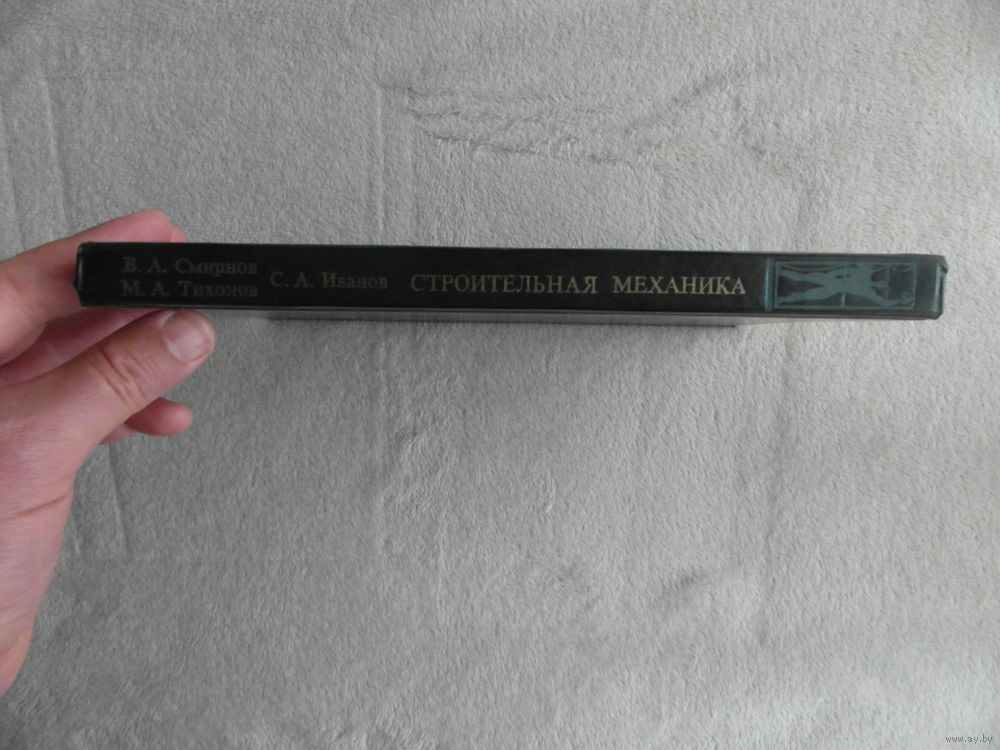 В. А. Смирнов
М. А. Тихонов
С. А. Иванов
СТРОИТЕЛЬНАЯ МЕХАНИКА
www.ay.by